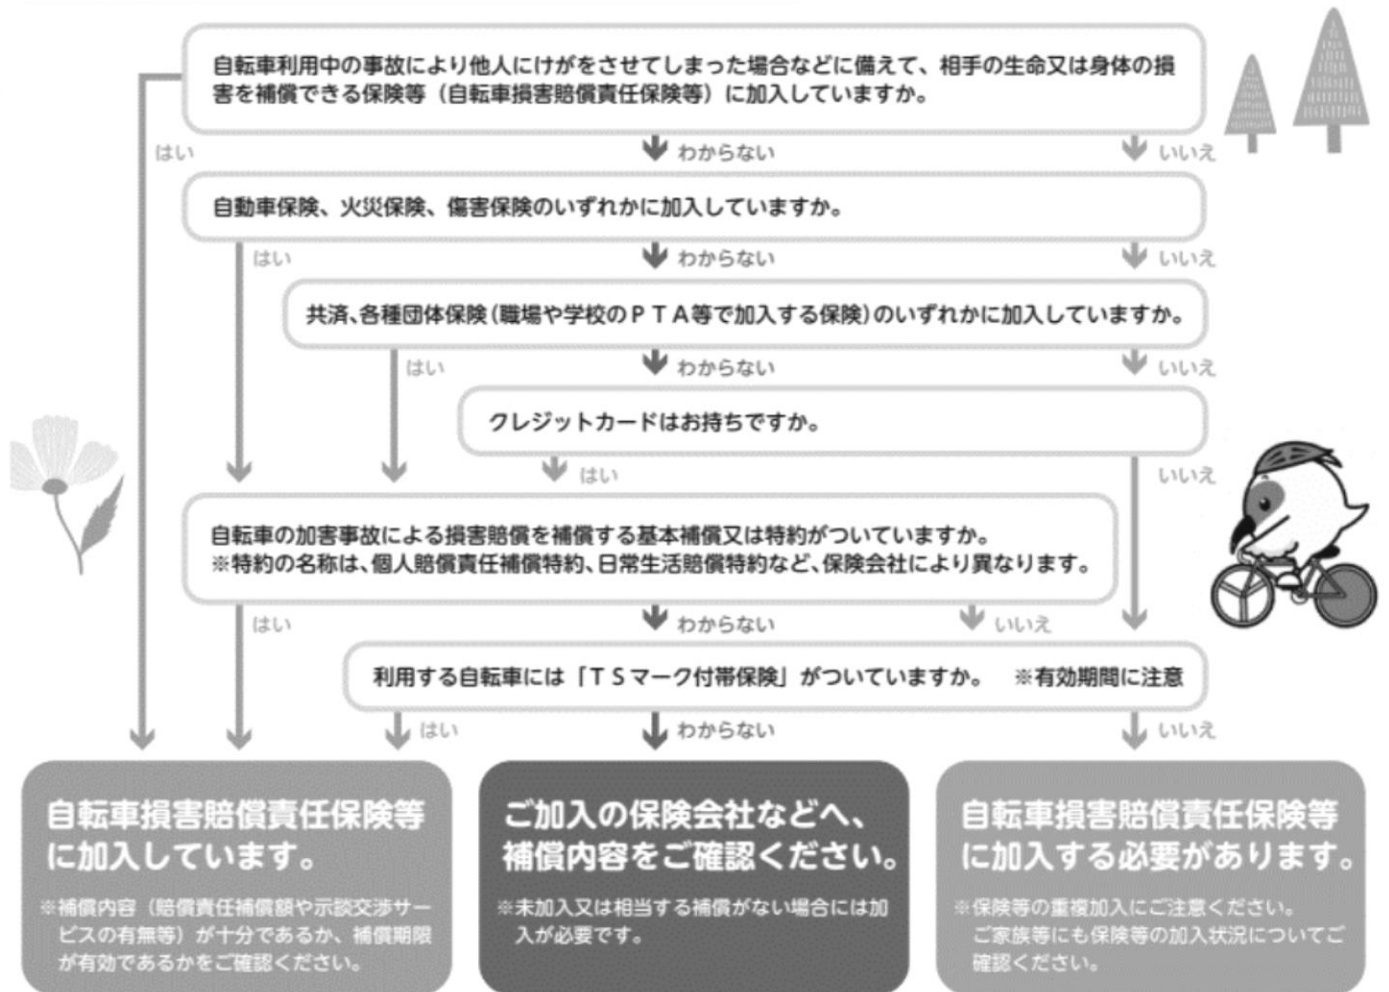 自転車利用中の事故により他人にけがをさせてしまった場合などに備えて、相手の生命又は身体の損
害を補償できる保険等（自転車損害賠償責任保険等）に加入していますか。
はい
わからない
いいえ
自動車保険、火災保険、傷害保険のいずれかに加入していますか。
はい
わからない
いいえ
共済、各種団体保険（職場や学校のＰＴＡ等で加入する保険）のいずれかに加入していますか。
はい
わからない
いいえ
クレジットカードはお持ちですか。
はい
いいえ
自転車の加害事故による損害賠償を補償する基本補償又は特約がついていますか。
※特約の名称は、個人賠償責任補償特約、日常生活賠償特約など、保険会社により異なります。
はい
わからない
いいえ
利用する自転車には「ＴＳマーク付帯保険」がついていますか。　※有効期間に注意
はい
わからない
いいえ
自転車損害賠償責任保険等
に加入しています。
※補償内容（賠償責任補償額や示談交渉サー
ビスの有無等）が十分であるか、補償期限
が有効であるかをご確認ください。
ご加入の保険会社などへ、
補償内容をご確認ください。
※未加入又は相当する補償がない場合には加
入が必要です。
自転車損害賠償責任保険等
に加入する必要があります。
※保険等の重複加入にご注意ください。
ご家族等にも保険等の加入状況についてご
確認ください。